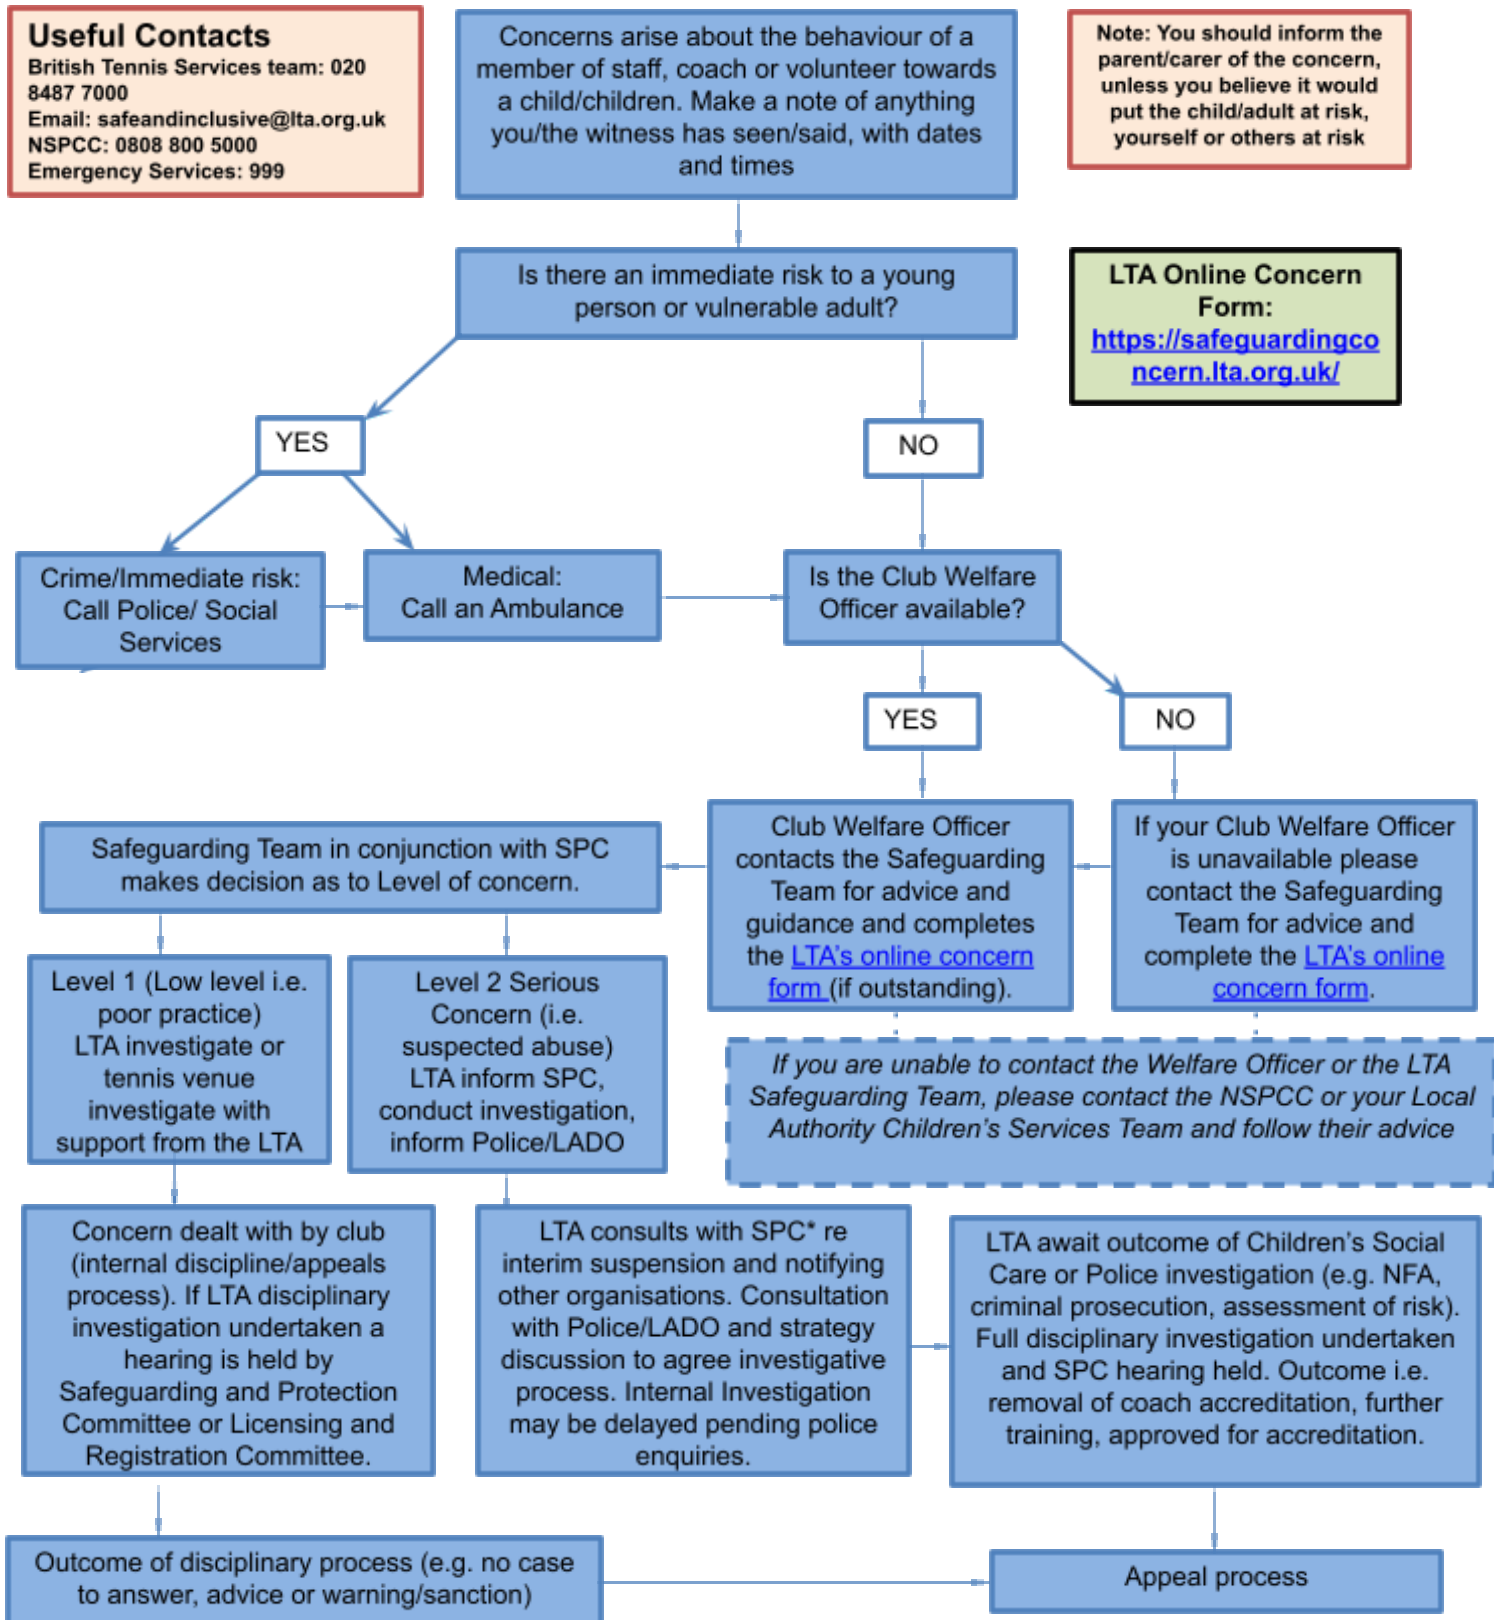 Useful Contacts
British Tennis Services team: 020
8487 7000
Email: safeandinclusive@lta.org.uk
NSPCC: 0808 800 5000
Emergency Services: 999
Concerns arise about the behaviour of a
member of staff, coach or volunteer towards
a child/children. Make a note of anything
you/the witness has seen/said, with dates
and times
Note: You should inform the
parent/carer of the concern,
unless you believe it would
put the child/adult at risk,
yourself or others at risk
Is there an immediate risk to a young
person or vulnerable adult?
LTA Online Concern
Form:
https://safeguardingco
ncern.lta.org.uk/
YES
NO
Crime/Immediate risk:
Call Police/ Social
Services
Medical:
Call an Ambulance
Is the Club Welfare
Officer available?
YES
NO
Safeguarding Team in conjunction with SPC
makes decision as to Level of concern.
Club Welfare Officer
contacts the Safeguarding
Team for advice and
guidance and completes
the LTA's online concern
form (if outstanding).
If your Club Welfare Officer
is unavailable please
contact the Safeguarding
Team for advice and
complete the LTA's online
concern form.
Level 1 (Low level i.e.
poor practice)
LTA investigate or
tennis venue
investigate with
support from the LTA
Level 2 Serious
Concern (i.e.
suspected abuse)
LTA inform SPC,
conduct investigation,
inform Police/LADO
If you are unable to contact the Welfare Officer or the LTA
Safeguarding Team, please contact the NSPCC or your Local
Authority Children's Services Team and follow their advice
Concern dealt with by club
(internal discipline/appeals
process). If LTA disciplinary
investigation undertaken a
hearing is held by
Safeguarding and Protection
Committee or Licensing and
Registration Committee.
LTA consults with SPC* re
interim suspension and notifying
other organisations. Consultation
with Police/LADO and strategy
discussion to agree investigative
process. Internal Investigation
may be delayed pending police
enquiries.
LTA await outcome of Children's Social
Care or Police investigation (e.g. NFA,
criminal prosecution, assessment of risk).
Full disciplinary investigation undertaken
and SPC hearing held. Outcome i.e.
removal of coach accreditation, further
training, approved for accreditation.
Outcome of disciplinary process (e.g. no case
to answer, advice or warning/sanction)
Appeal process